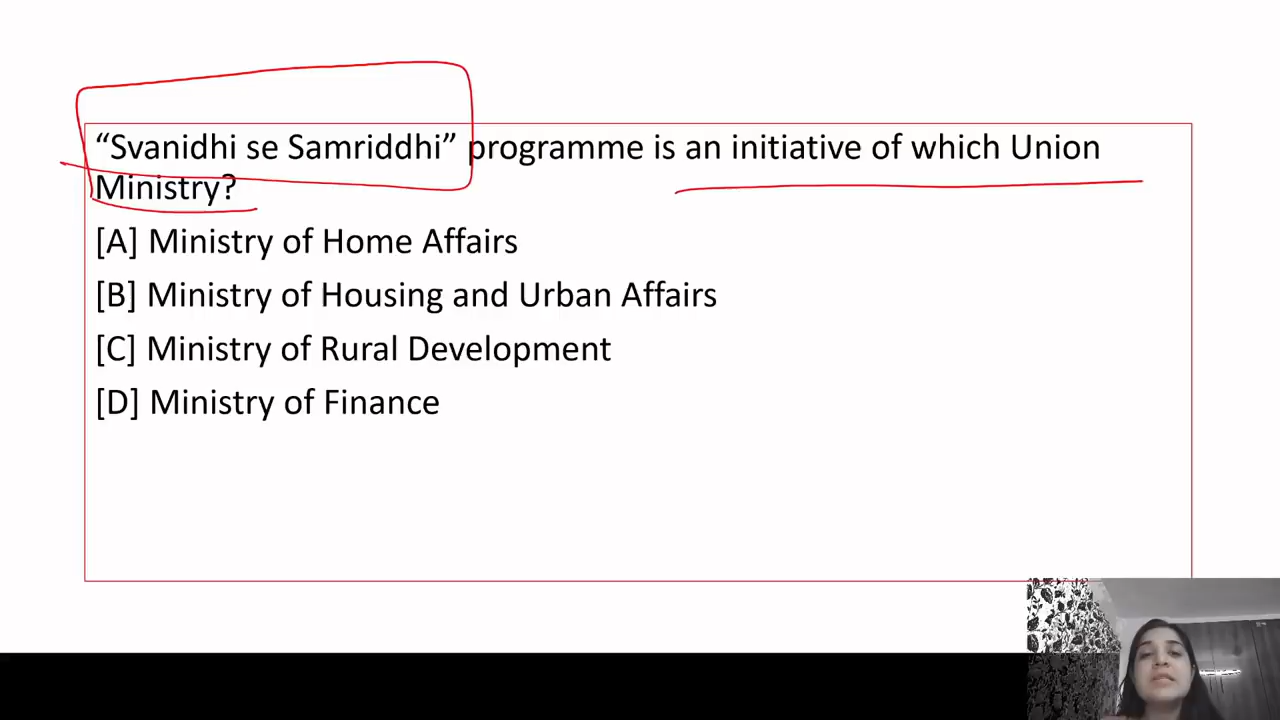 “Svanidhi se Samriddhi” programme is an initiative of which Union
Ministry?
[A] Ministry of Home Affairs
[B] Ministry of Housing and Urban Affairs
[C] Ministry of Rural Development
[D] Ministry of Finance